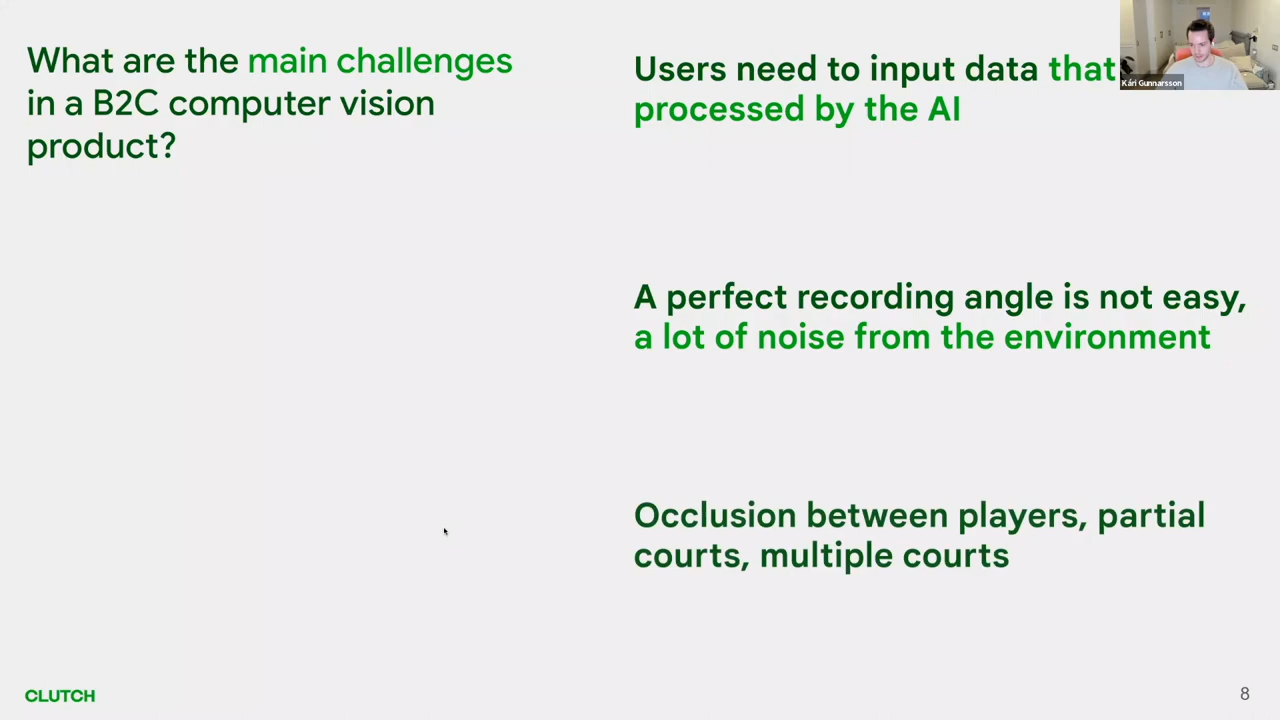 What are the main challenges
in a B2C computer vision
product?
Users need to input data that
processed by the AI
Kári Gunnarsson
A perfect recording angle is not easy,
a lot of noise from the environment
Occlusion between players, partial
courts, multiple courts
CLUTCH
8